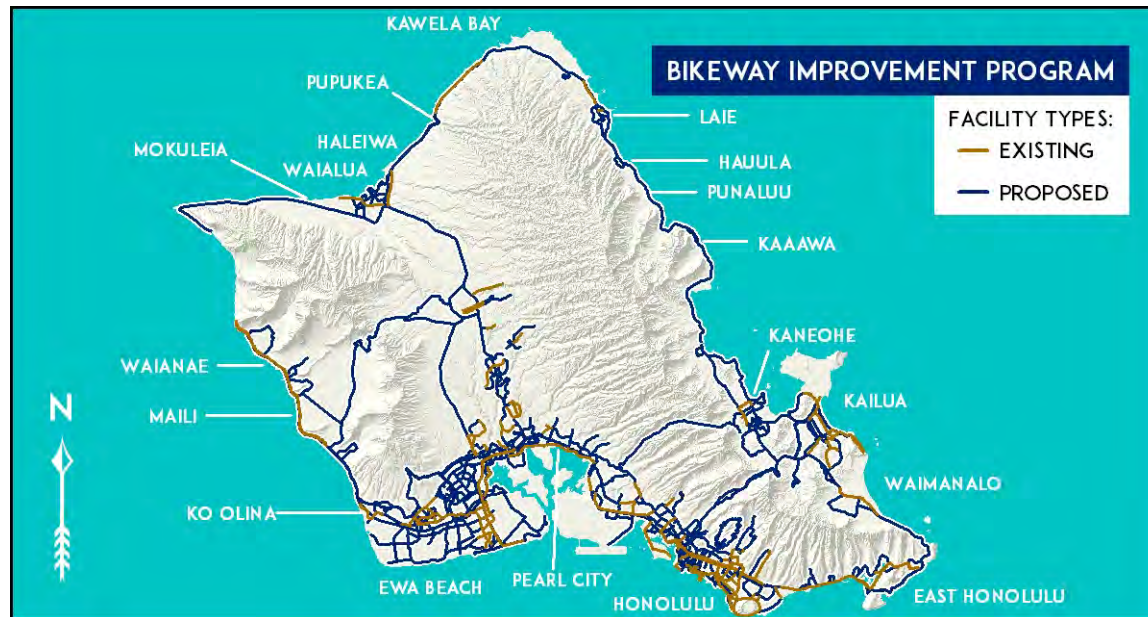 KAWELA BAY
BIKEWAY IMPROVEMENT PROGRAM
PUPUKEA
LAIE
FACILITY TYPES:
EXISTING
PROPOSED
HALEIWA
MOKULEIA
WAIALUA
HAUULA
PUNALUU
KAAAWA
KANEOHE
WAIANAE
KAILUA
N
MAILI
WAIMANALO
KO OLINA
EWA BEACH
PEARL CITY
HONOLULU
EAST HONOLULU